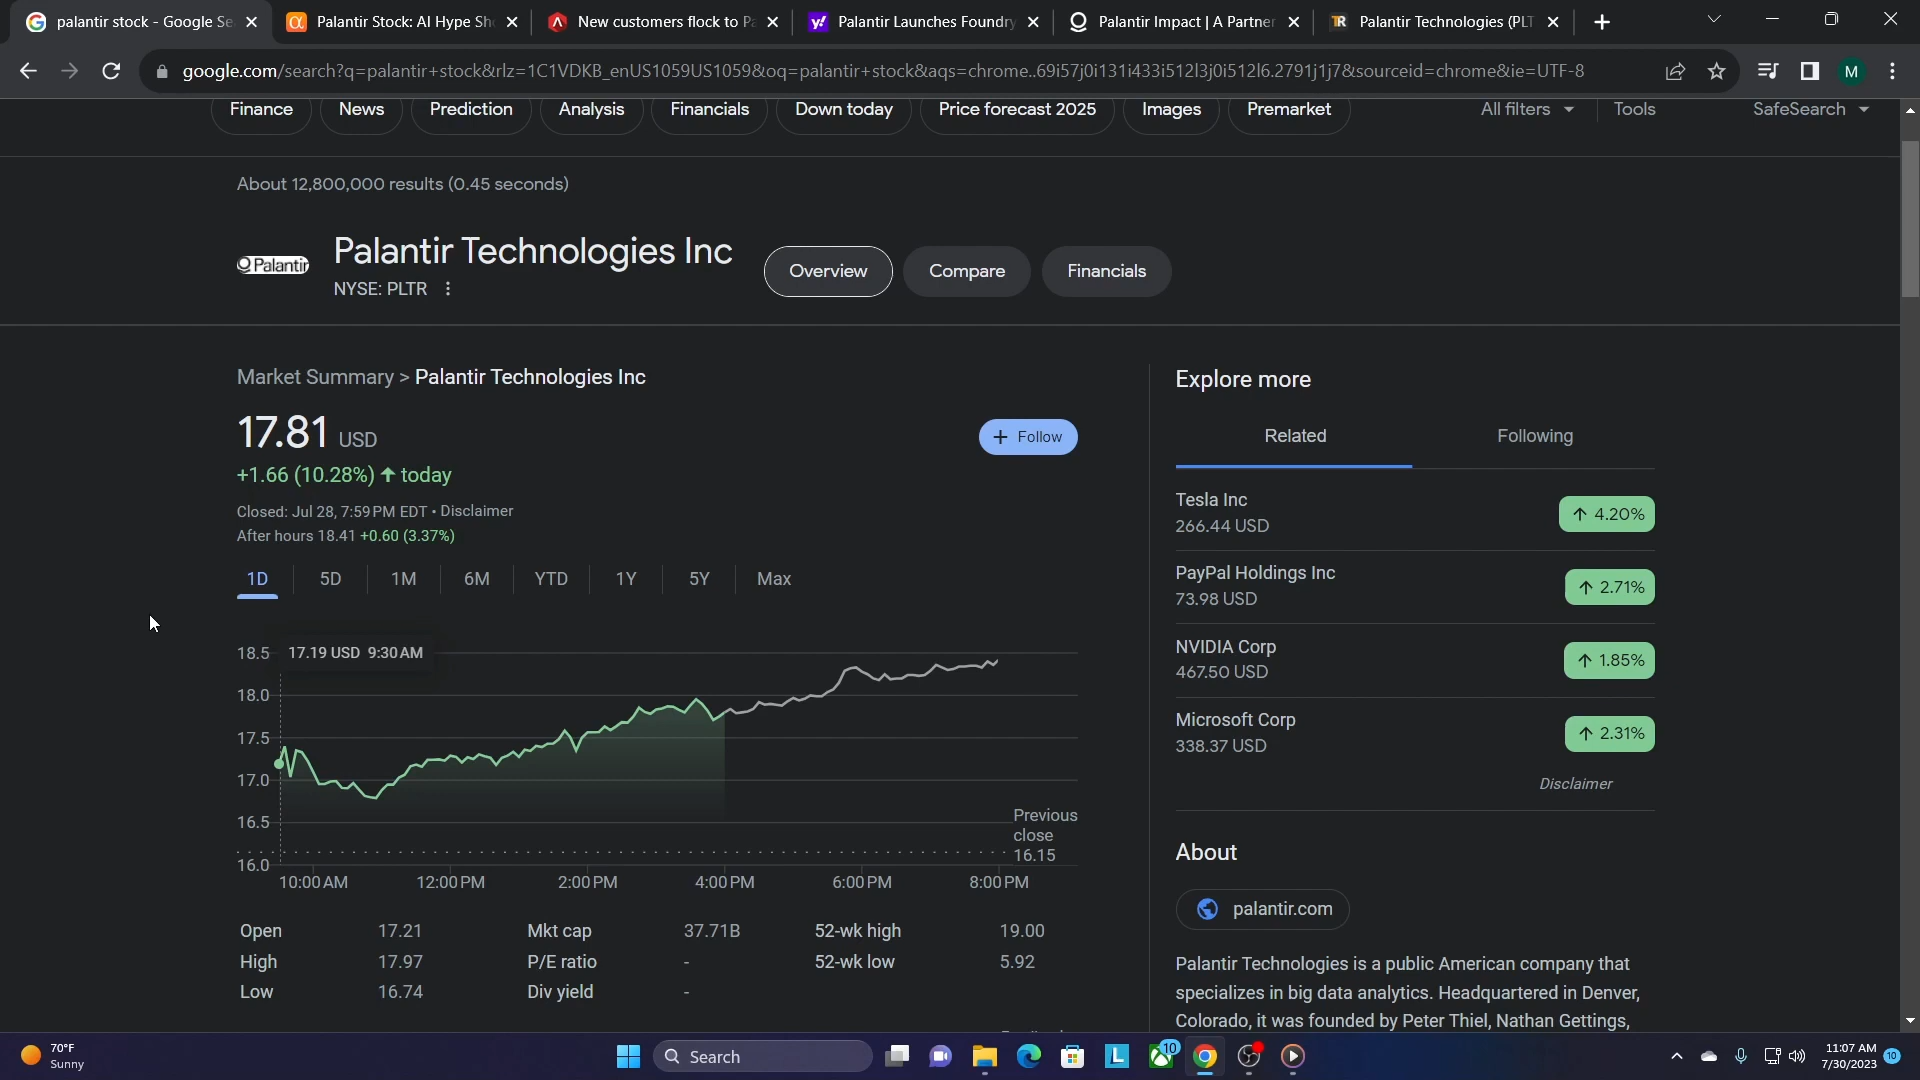 palantir stock - Google Se
Palantir Stock: AI Hype Sh
New customers flock to Pa
Palantir Launches Foundry
Palantir Impact | A Partner
TR Palantir Technologies (PLT
google.com/search?q=palantir+stock&rlz=1C1VDKB_enUS1059US1059&oq=palantir+stock&aqs=chrome..69i57j0i131i433i512l3j0i512l6.2791j1j7&sourceid=chrome&ie=UTF-8
M
Finance News Prediction Analysis Financials Down today Price forecast 2025 Images Premarket All filters Tools SafeSearch
About 12,800,000 results (0.45 seconds)
Palantir
Palantir Technologies Inc
NYSE: PLTR
Overview Compare Financials
Market Summary > Palantir Technologies Inc
17.81 USD
+ Follow
+1.66 (10.28%) ↑ today
Closed: Jul 28, 7:59 PM EDT • Disclaimer
After hours 18.41 +0.60 (3.37%)
1D 5D 1M 6M YTD 1Y 5Y Max
17.19 USD 9:30 AM
18.5
18.0
17.5
17.0
16.5
16.0
Previous
close
16.15
10:00 AM 12:00 PM 2:00 PM 4:00 PM 6:00 PM 8:00 PM
Open 17.21 Mkt cap 37.71B 52-wk high 19.00
High 17.97 P/E ratio - 52-wk low 5.92
Low 16.74 Div yield -
Explore more
Related Following
Tesla Inc
266.44 USD
↑ 4.20%
PayPal Holdings Inc
73.98 USD
↑ 2.71%
NVIDIA Corp
467.50 USD
↑ 1.85%
Microsoft Corp
338.37 USD
↑ 2.31%
Disclaimer
About
palantir.com
Palantir Technologies is a public American company that
specializes in big data analytics. Headquartered in Denver,
Colorado, it was founded by Peter Thiel, Nathan Gettings,
70°F
Sunny
Search
L
10
11:07 AM
7/30/2023
10